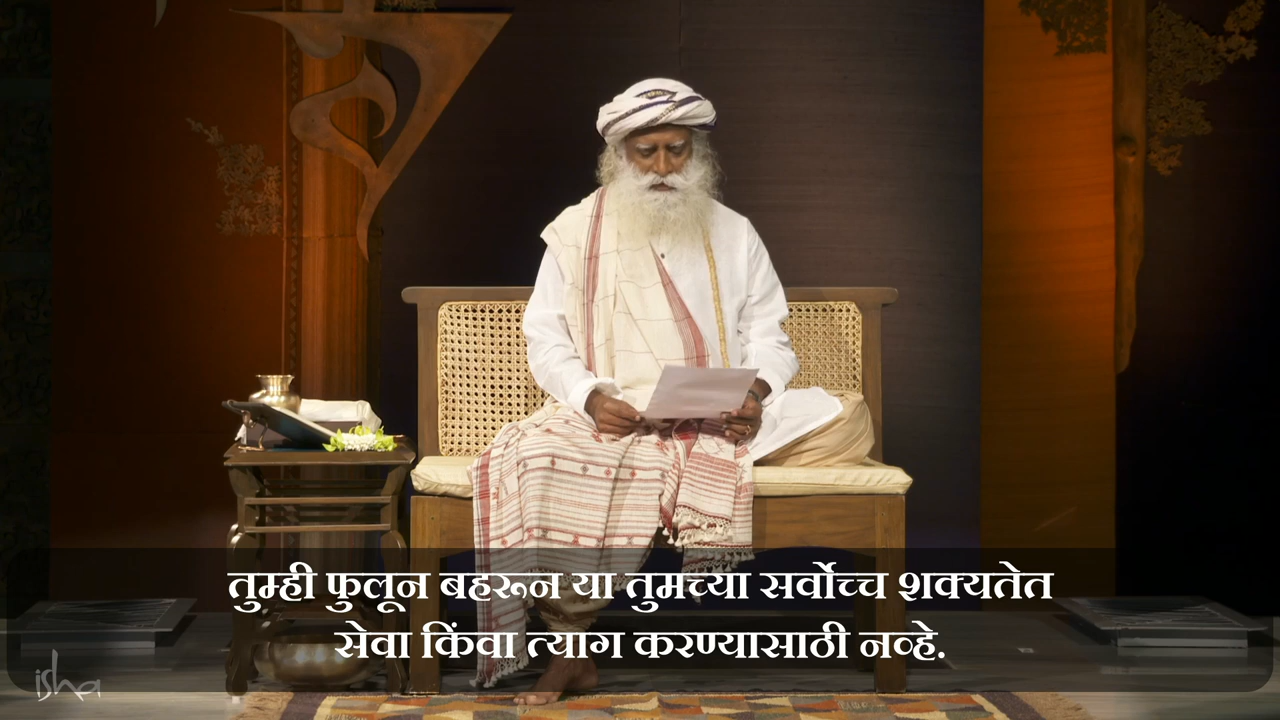 तुम्ही फुलून बहरून या तुमच्या सर्वोच्च शक्यतेत
सेवा किंवा त्याग करण्यासाठी नव्हे.
isha